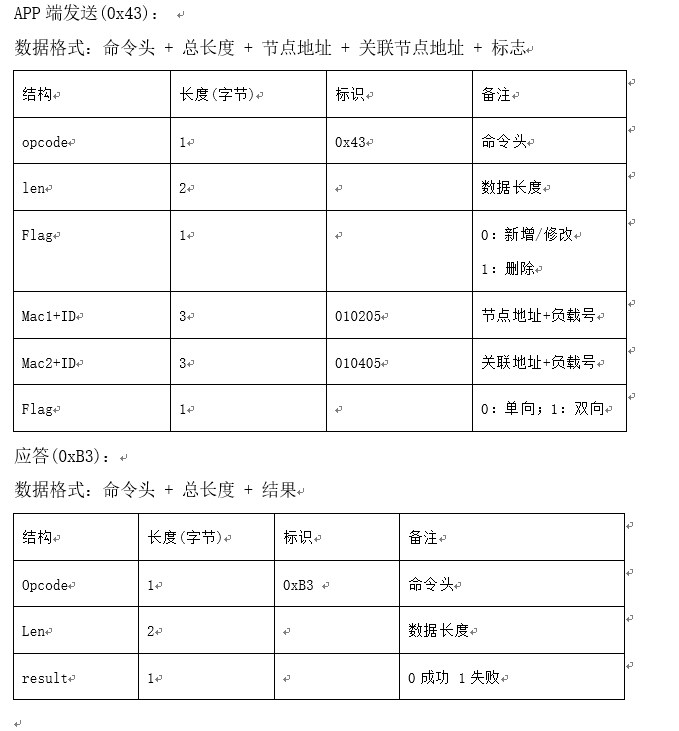 APP 端发送(0x43):
数据格式: 命令头 + 总长度 + 节点地址 + 关联节点地址 + 标志
结构 长度(字节) 标识 备注
opcode 1 0x43 命令头
len 2 数据长度
Flag 1 0: 新增/修改
1: 删除
Mac1+ID 3 010205 节点地址+负载号
Mac2+ID 3 010405 关联地址+负载号
Flag 1 0: 单向; 1: 双向
应答(0xB3):
数据格式: 命令头 + 总长度 + 结果
结构 长度(字节) 标识 备注
Opcode 1 0xB3 命令头
Len 2 数据长度
result 1 0 成功 1 失败